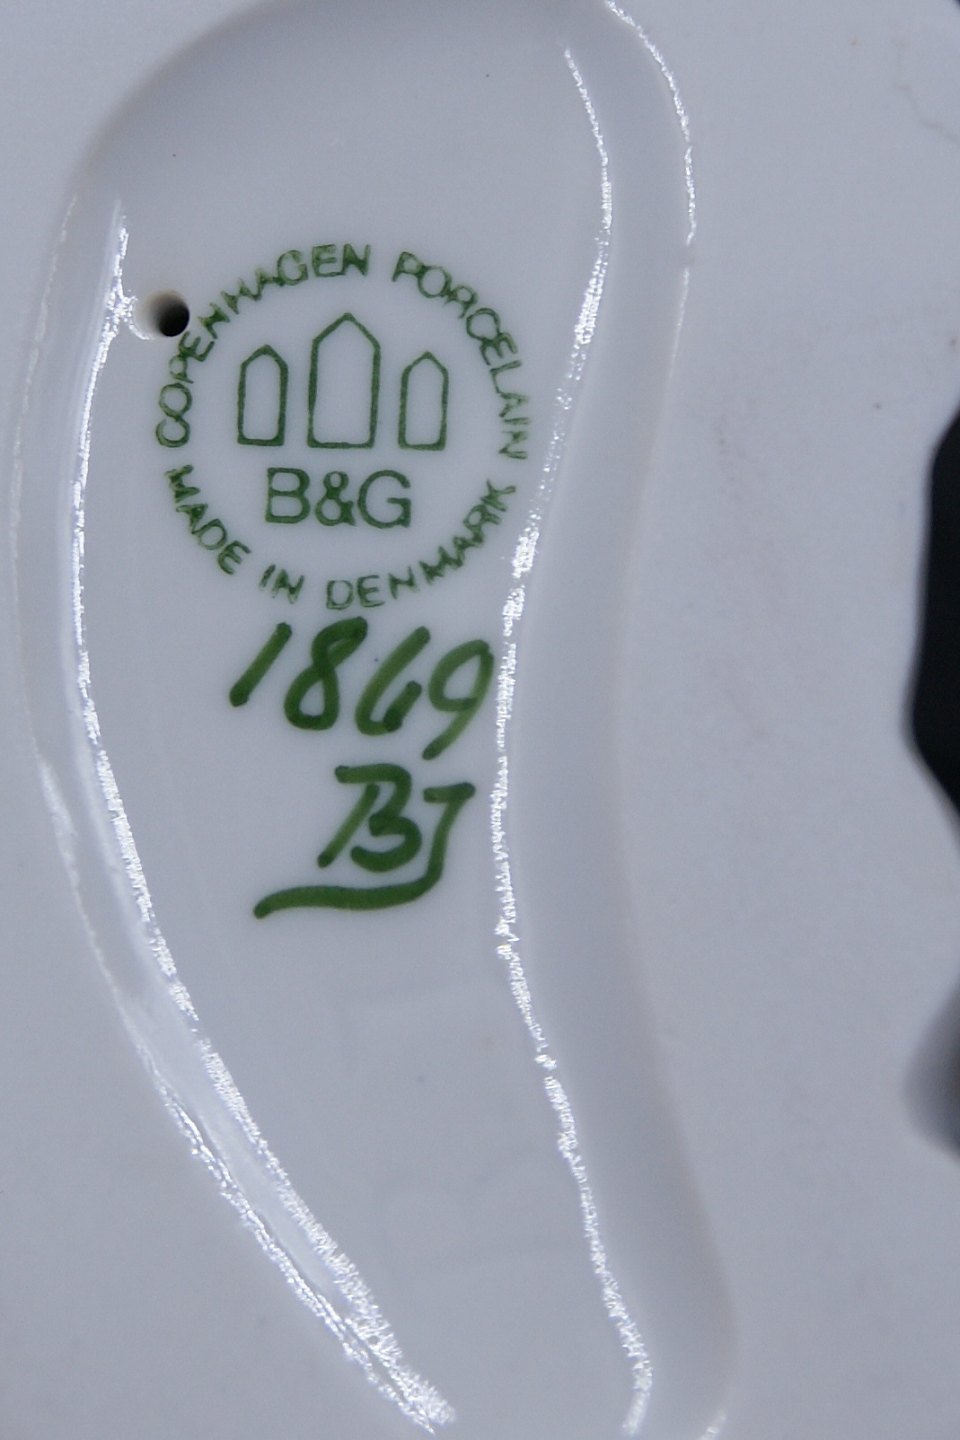 COPENHAGEN PORCELAIN
B&G
MADE IN DENMARK
1869
BJ